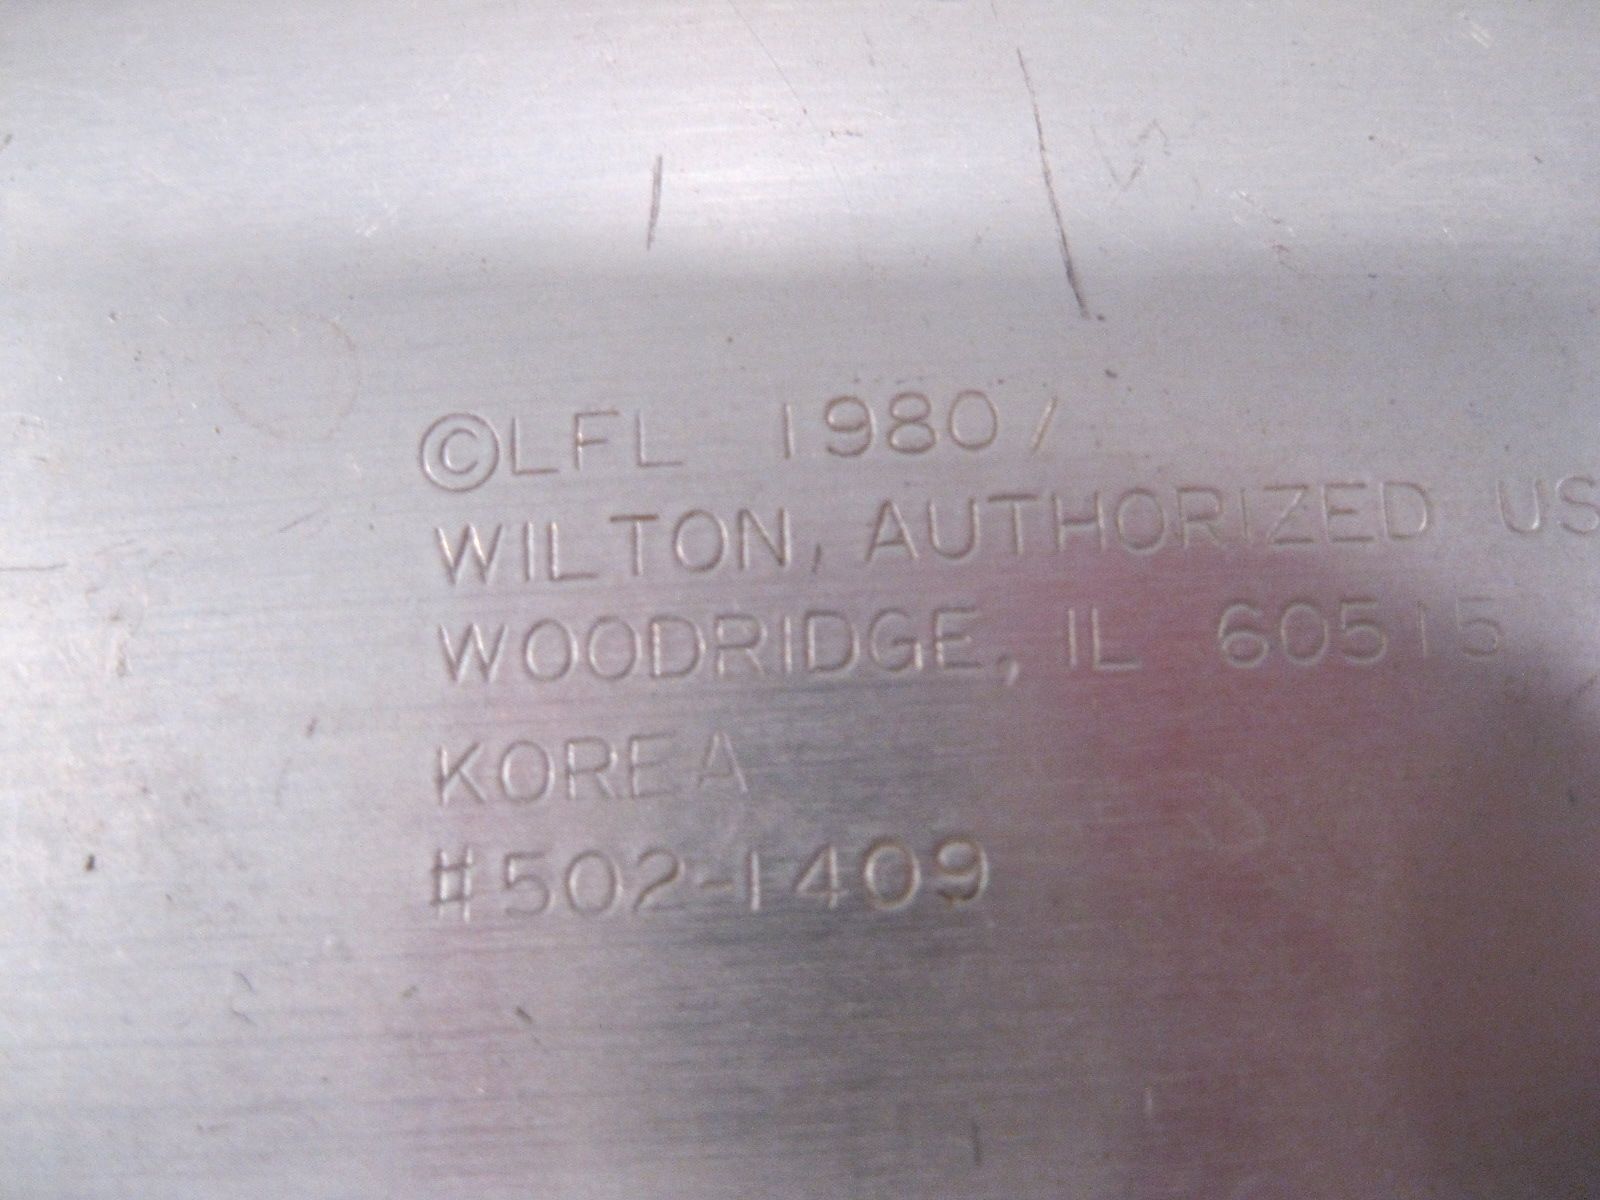 ©LFL 1980/
WILTON, AUTHORIZED US
WOODRIDGE, IL 60515
KOREA
#502-1409